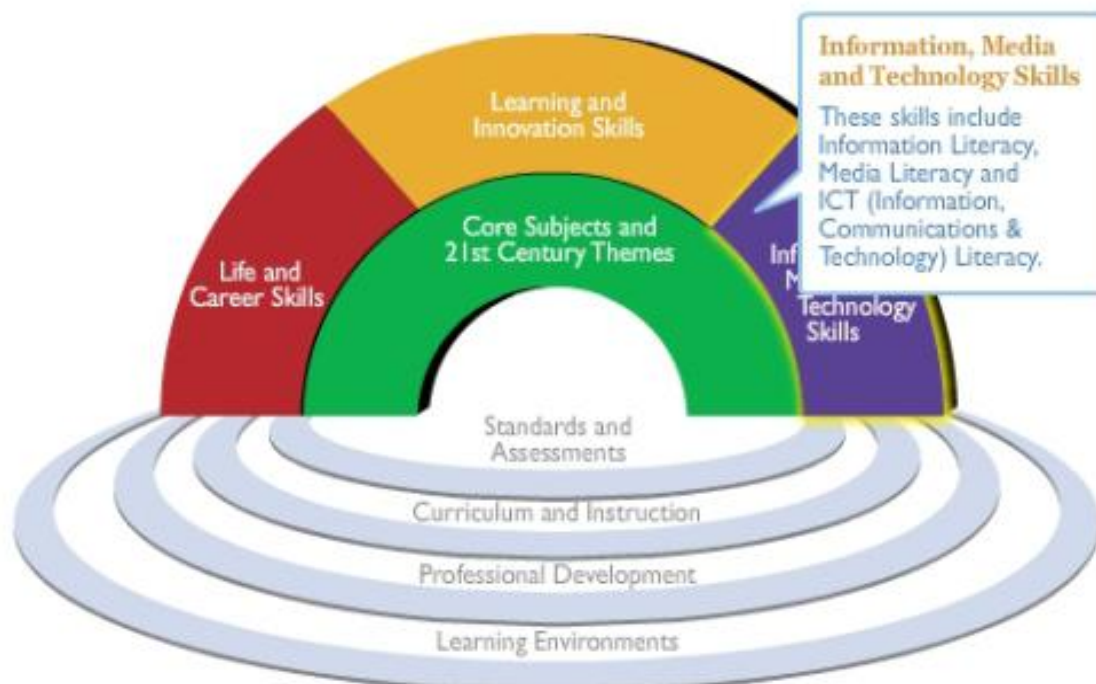 Information, Media
and Technology Skills
These skills include
Information Literacy,
Media Literacy and
ICT (Information,
Communications &
Technology) Literacy.
Learning and
Innovation Skills
Core Subjects and
21st Century Themes
Life and
Career Skills
Technology
Skills
Standards and
Assessments
Curriculum and Instruction
Professional Development
Learning Environments